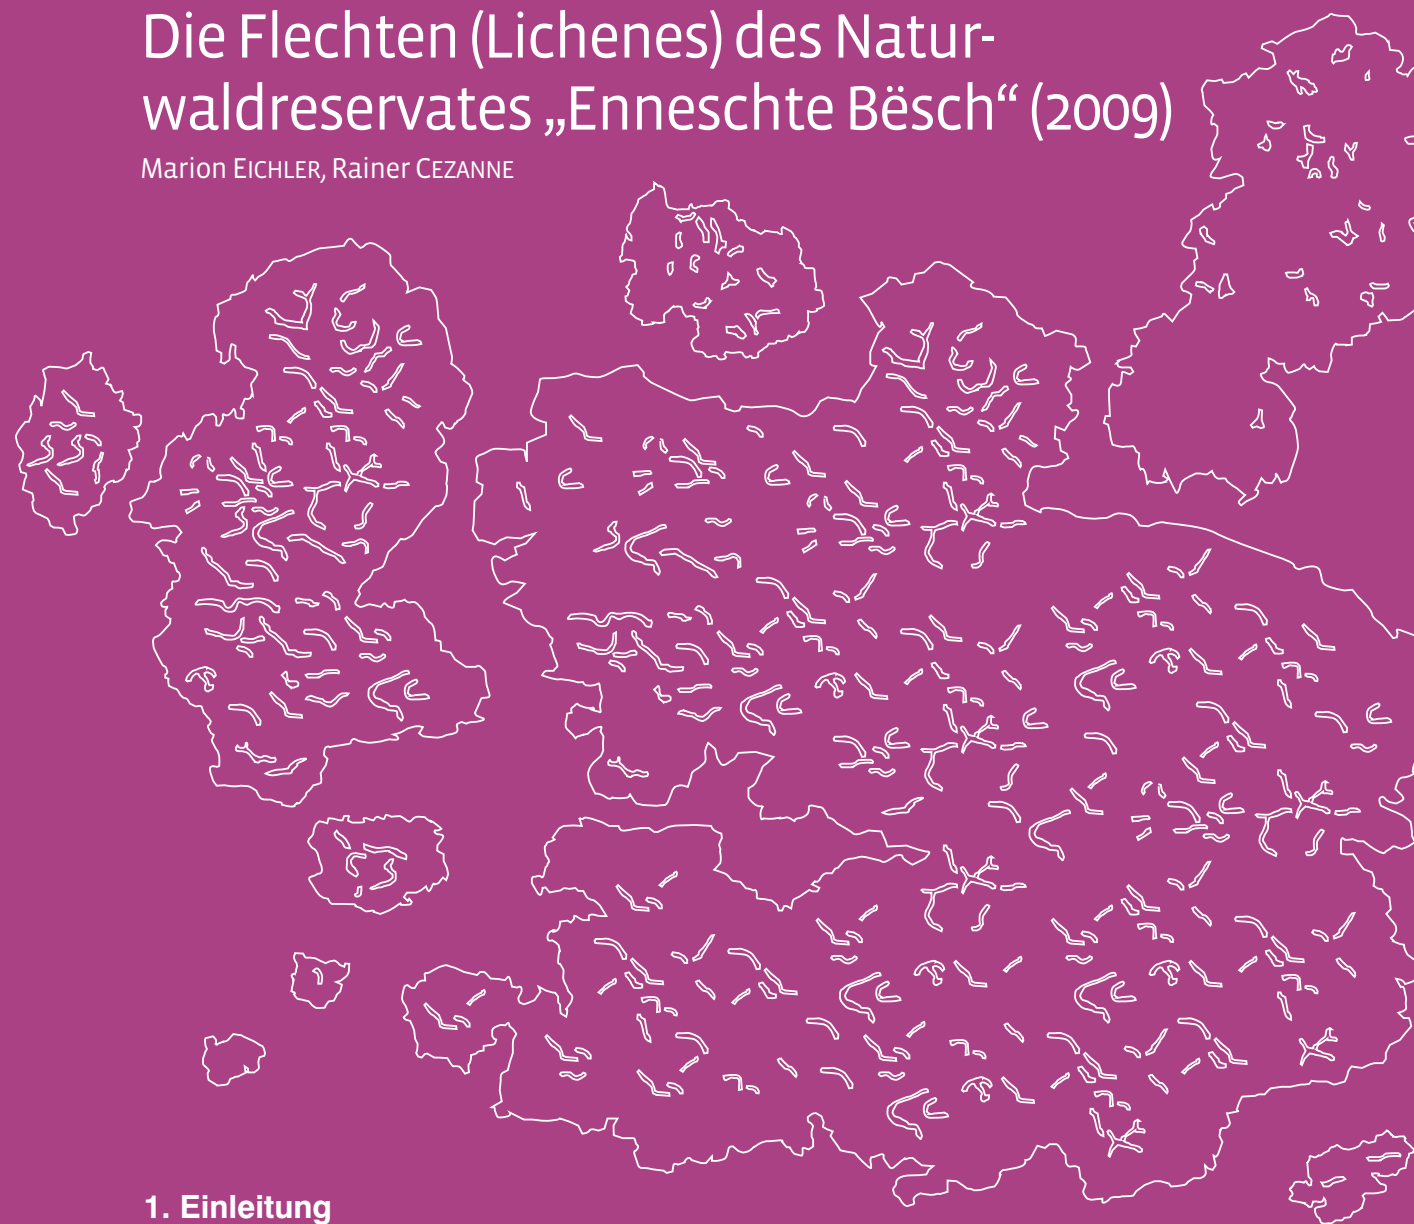 Die Flechten (Lichenes) des Natur-
waldreservates „Enneschte Bësch“ (2009)
Marion EICHLER, Rainer CEZANNE
1. Einleitung